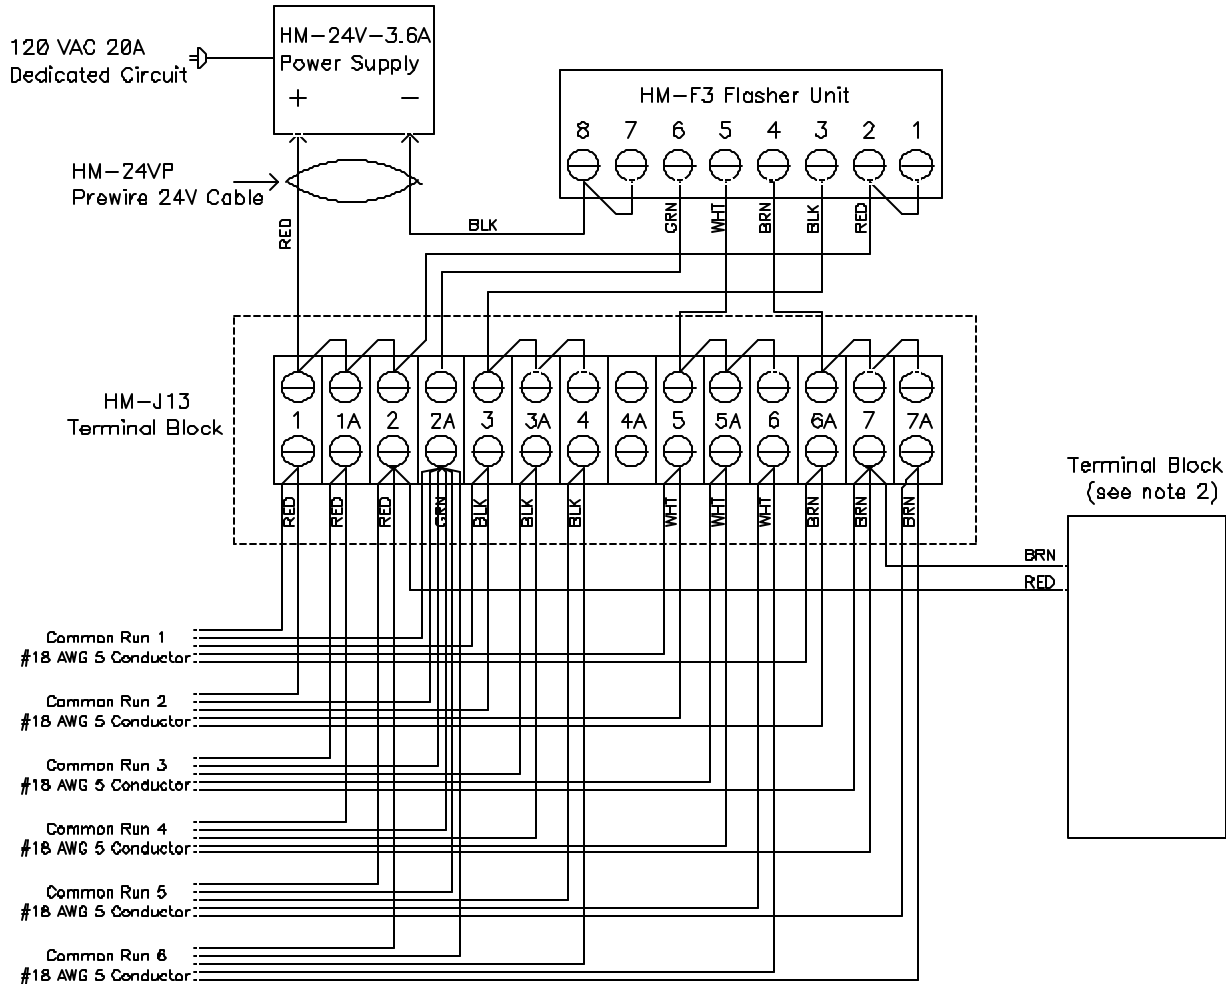 HM-24V-3.6A
Power Supply
+ −
120 VAC 20A
Dedicated Circuit
HM-F3 Flasher Unit
8 7 6 5 4 3 2 1
HM-24VP
Prewire 24V Cable
RED
BLK
GRN
WHT
BRN
BLK
RED
HM-J13
Terminal Block
1 1A 2 2A 3 3A 4 4A 5 5A 6 6A 7 7A
RED
RED
RED
GRN
BLK
BLK
BLK
WHT
WHT
WHT
BRN
BRN
BRN
Terminal Block
(see note 2)
BRN
RED
Common Run 1
#18 AWG 5 Conductor
Common Run 2
#18 AWG 5 Conductor
Common Run 3
#18 AWG 5 Conductor
Common Run 4
#18 AWG 5 Conductor
Common Run 5
#18 AWG 5 Conductor
Common Run 6
#18 AWG 5 Conductor